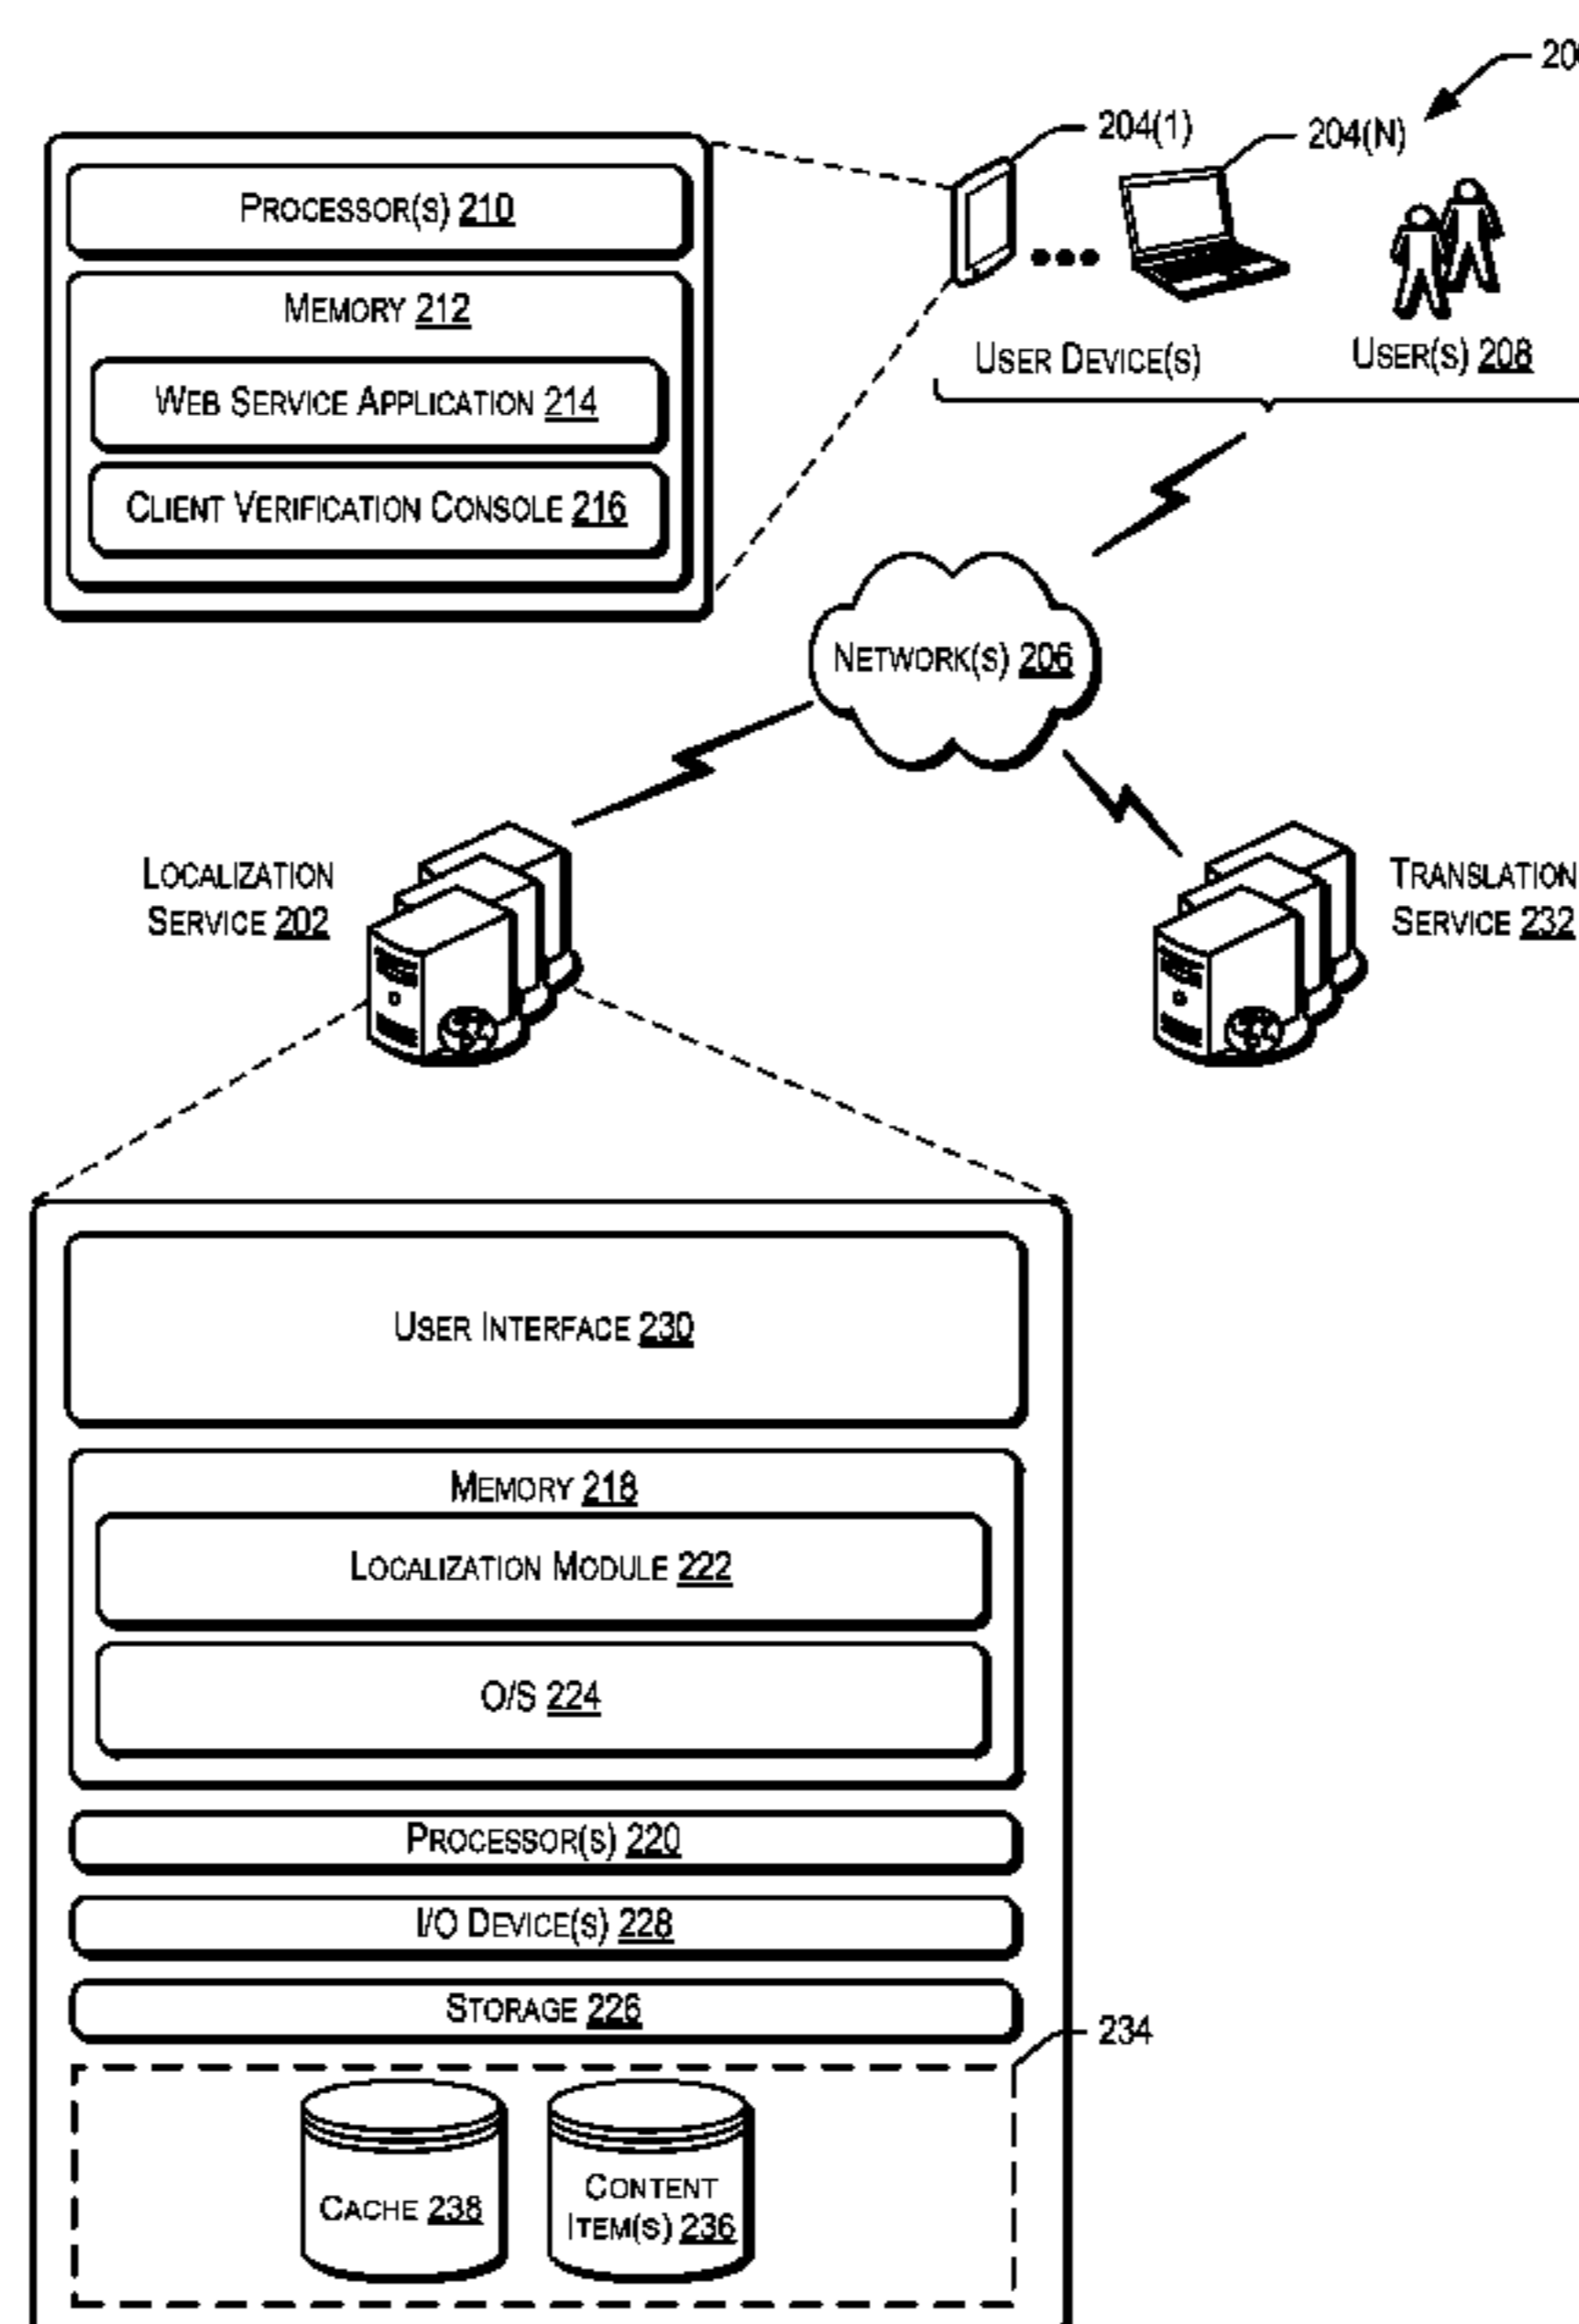 204(1)
204(N)
PROCESSOR(S) 210
MEMORY 212
WEB SERVICE APPLICATION 214
CLIENT VERIFICATION CONSOLE 216
USER DEVICE(S)
USER(S) 208
NETWORK(S) 206
LOCALIZATION
SERVICE 202
TRANSLATION
SERVICE 232
USER INTERFACE 230
MEMORY 218
LOCALIZATION MODULE 222
O/S 224
PROCESSOR(S) 220
I/O DEVICE(S) 228
STORAGE 226
234
CACHE 238
CONTENT
ITEM(S) 236